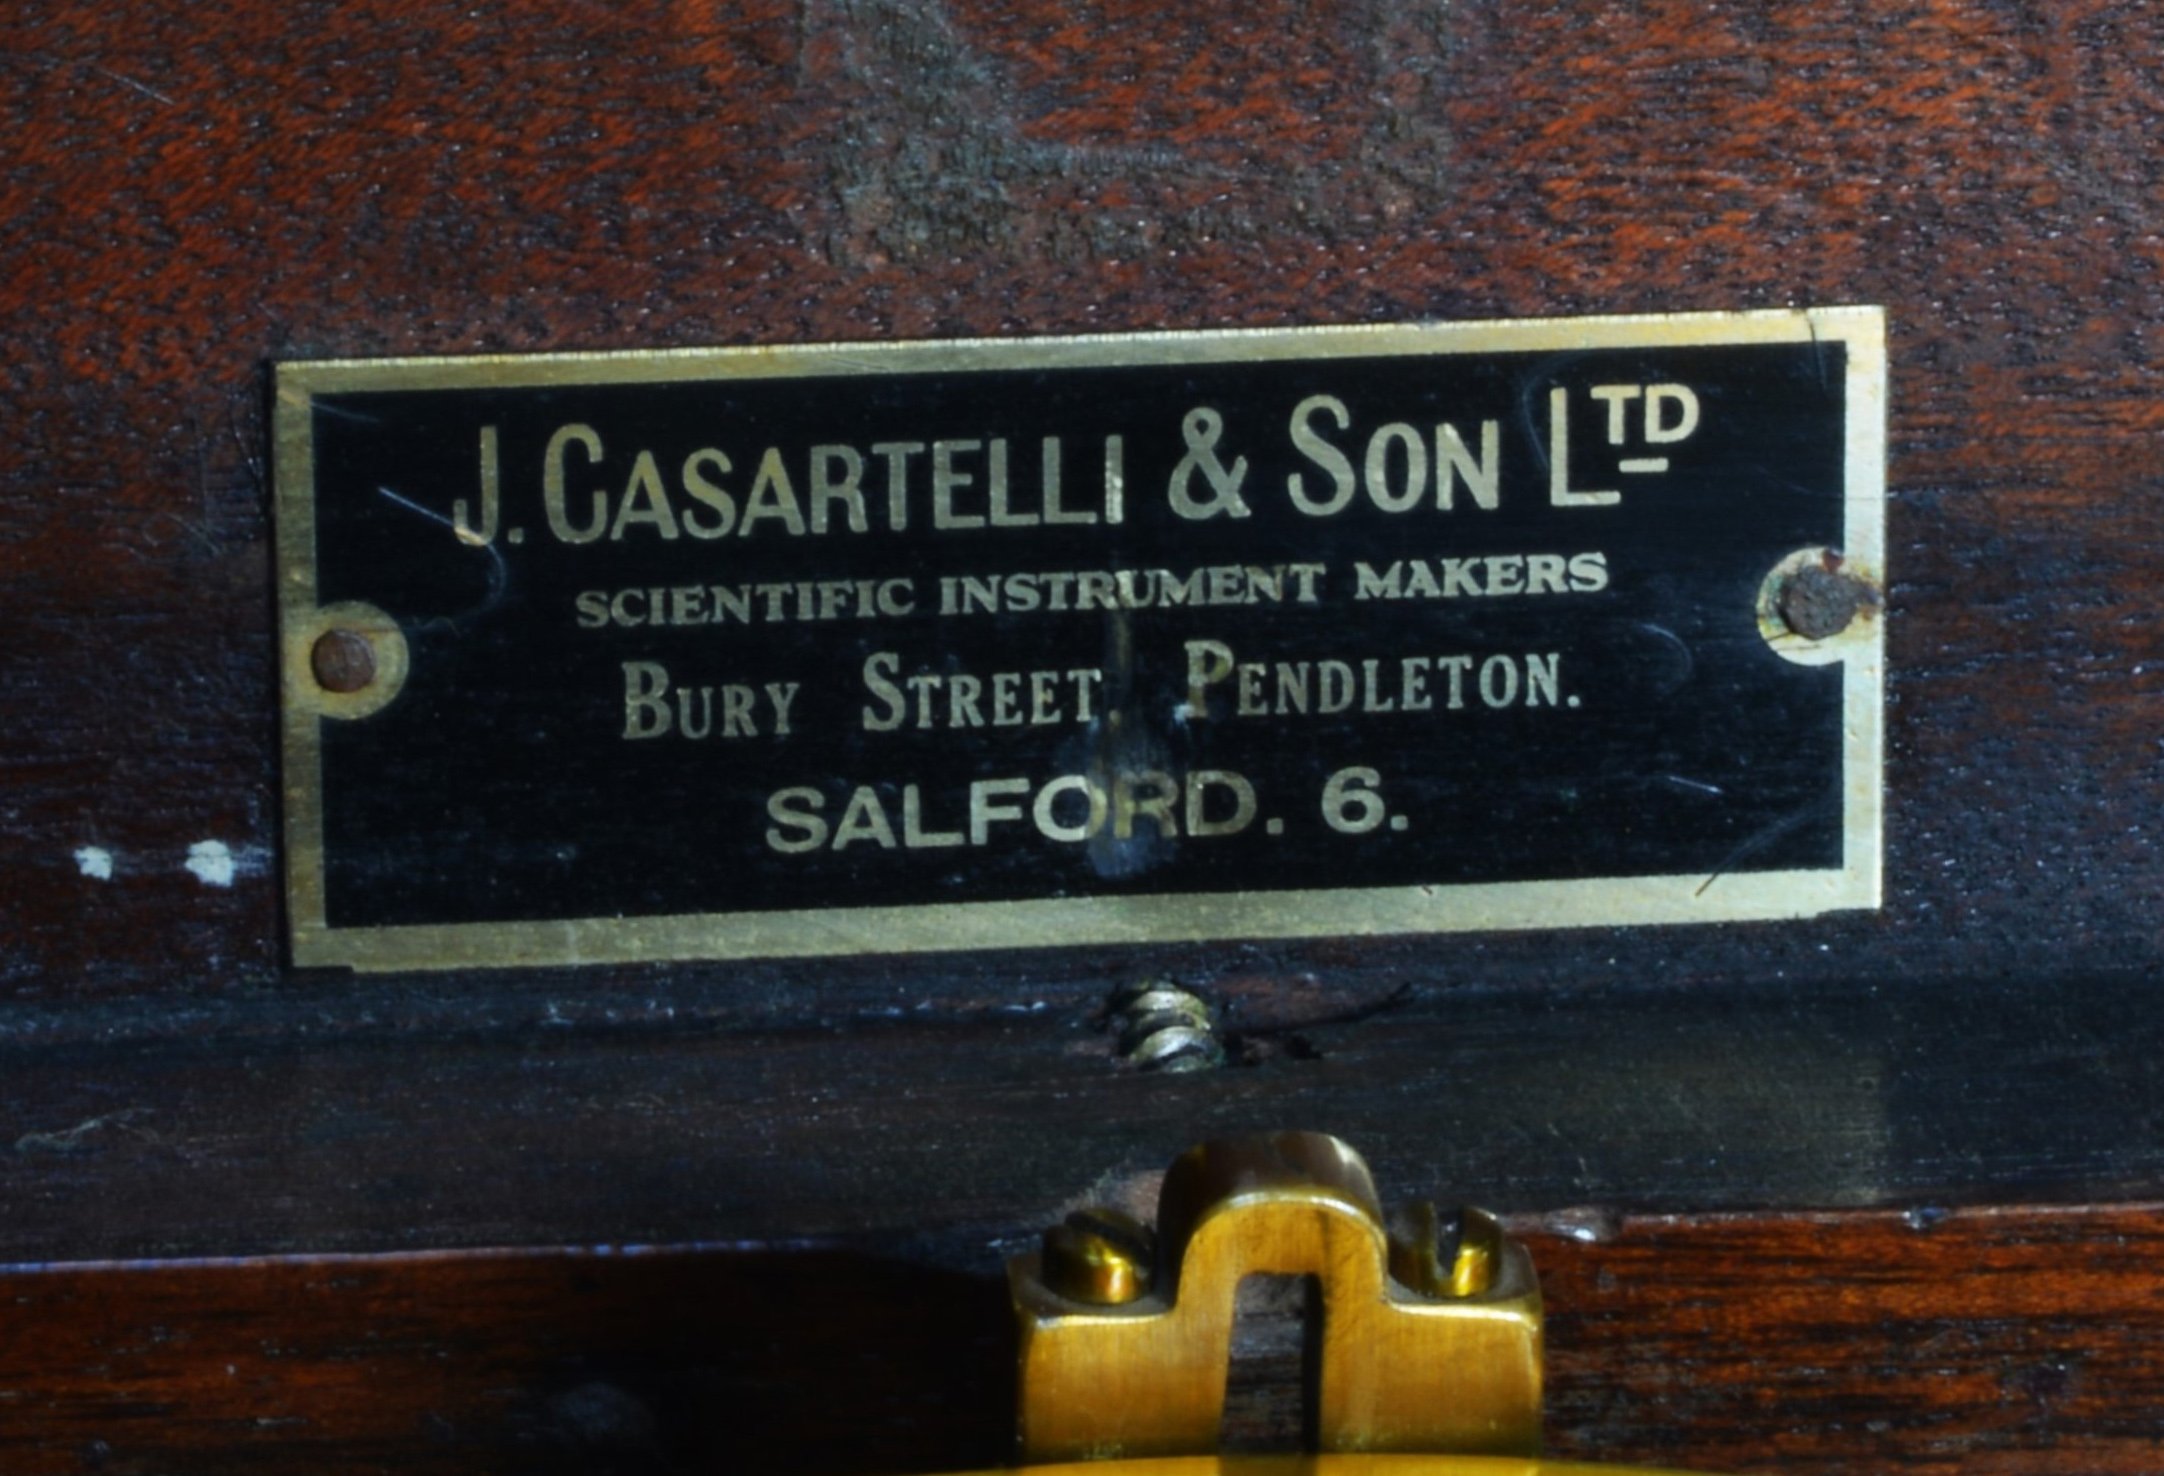 J. CASARTELLI & SON LTD
SCIENTIFIC INSTRUMENT MAKERS
BURY STREET. PENDLETON.
SALFORD. 6.